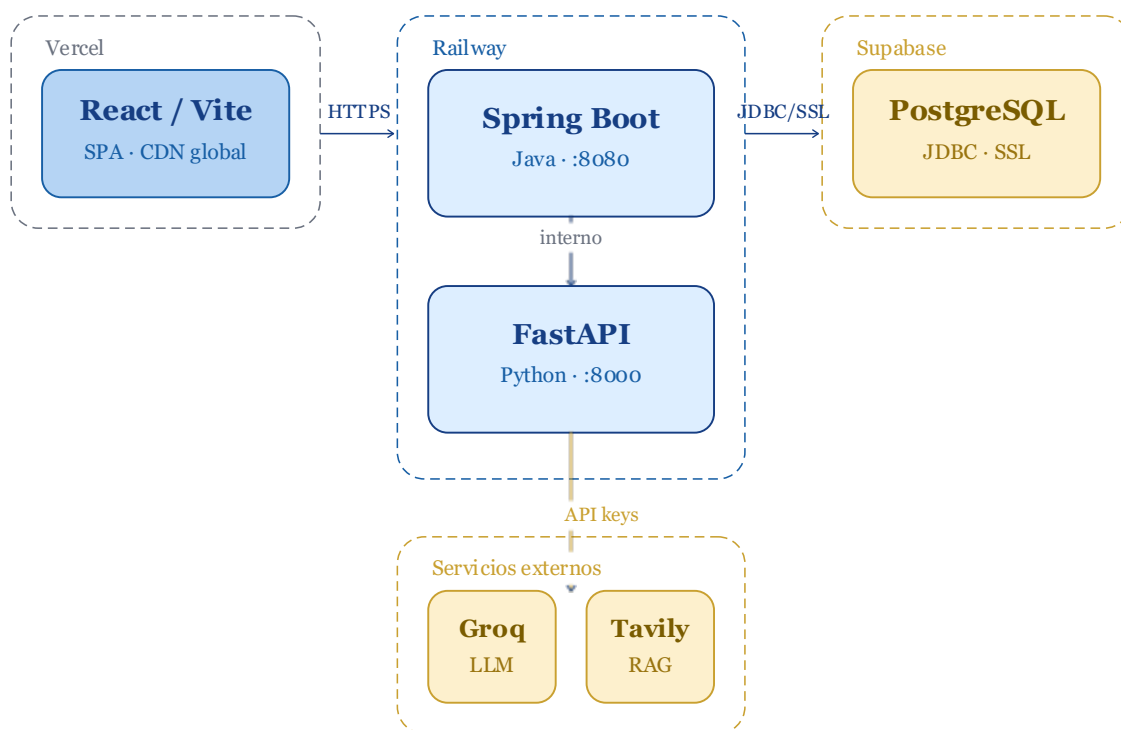 Vercel
React / Vite
SPA · CDN global
HTTPS
Railway
Spring Boot
Java · :8080
interno
FastAPI
Python · :8000
JDBC/SSL
Supabase
PostgreSQL
JDBC · SSL
API keys
Servicios externos
Groq
LLM
Tavily
RAG